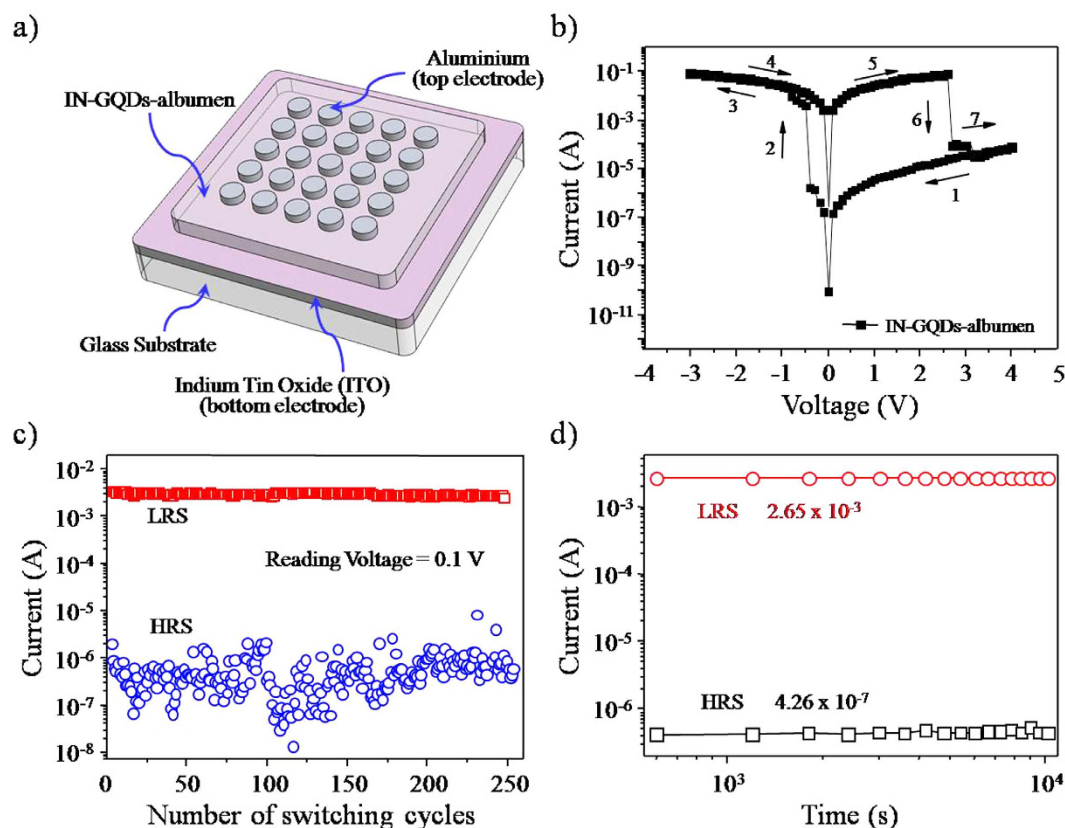 a)
Aluminium
(top electrode)
IN-GQDs-albumen
Glass Substrate
Indium Tin Oxide (ITO)
(bottom electrode)
b)
Current (A)
10⁻¹
10⁻³
10⁻⁵
10⁻⁷
10⁻⁹
10⁻¹¹
4
5
3
2
6
7
1
IN-GQDs-albumen
-4 -3 -2 -1 0 1 2 3 4 5
Voltage (V)
c)
Current (A)
10⁻²
10⁻³
10⁻⁴
10⁻⁵
10⁻⁶
10⁻⁷
10⁻⁸
LRS
Reading Voltage = 0.1 V
HRS
0 50 100 150 200 250
Number of switching cycles
d)
Current (A)
10⁻³
10⁻⁴
10⁻⁵
10⁻⁶
LRS 2.65 x 10⁻³
HRS 4.26 x 10⁻⁷
10³ 10⁴
Time (s)